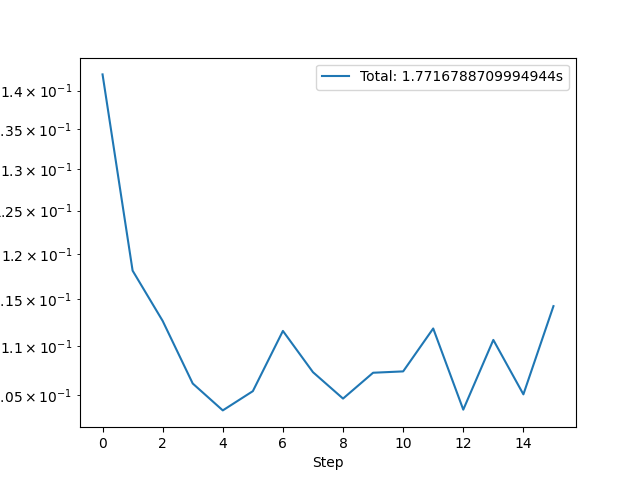 Total: 1.7716788709994944s
1.4 × 10⁻¹
.35 × 10⁻¹
1.3 × 10⁻¹
.25 × 10⁻¹
1.2 × 10⁻¹
.15 × 10⁻¹
1.1 × 10⁻¹
.05 × 10⁻¹
0 2 4 6 8 10 12 14
Step